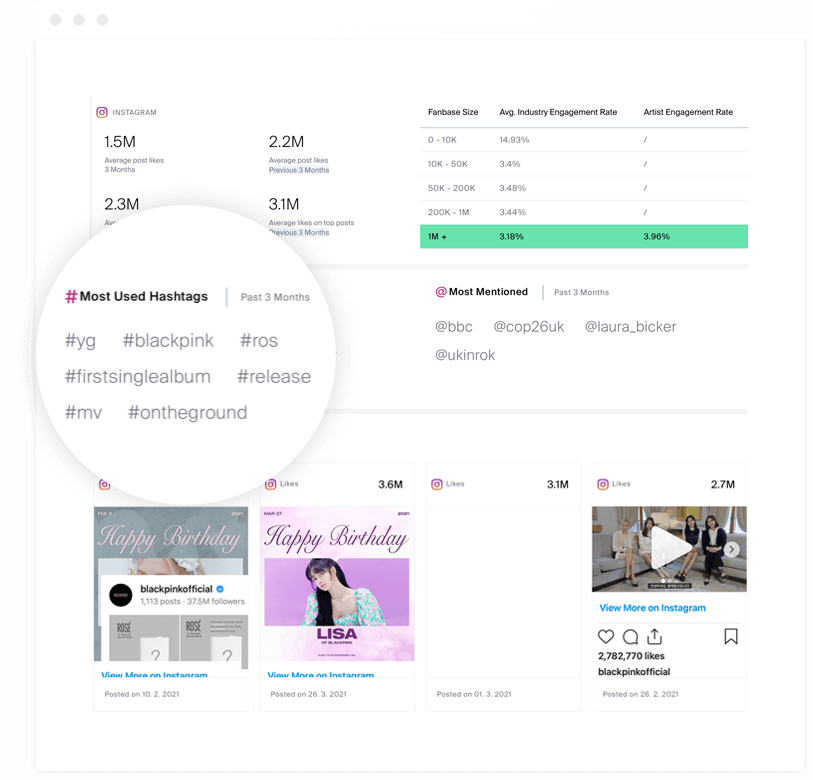 INSTAGRAM
1.5M
2.2M
Average post likes
3 Months
Average post likes
Previous 3 Months
2.3M
3.1M
Average likes on top posts
Previous 3 Months
Fanbase Size Avg. Industry Engagement Rate Artist Engagement Rate
0 - 10K 14.93% /
10K - 50K 3.4% /
50K - 200K 3.48% /
200K - 1M 3.44% /
1M + 3.18% 3.96%
#Most Used Hashtags Past 3 Months
#yg #blackpink #ros
#firstsinglealbum #release
#mv #ontheground
@Most Mentioned Past 3 Months
@bbc @cop26uk @laura_bicker
@ukinrok
FEB 11 2021
Happy Birthday
blackpinkofficial
1,113 posts · 37.5M followers
ROSÉ ROSÉ
? ?
View More on Instagram
Posted on 10. 2. 2021
Likes 3.6M
MAR 27 2021
Happy Birthday
LISA
OF BLACKPINK
View More on Instagram
Posted on 26. 3. 2021
Likes 3.1M
Posted on 01. 3. 2021
Likes 2.7M
View More on Instagram
2,782,770 likes
blackpinkofficial
Posted on 26. 2. 2021